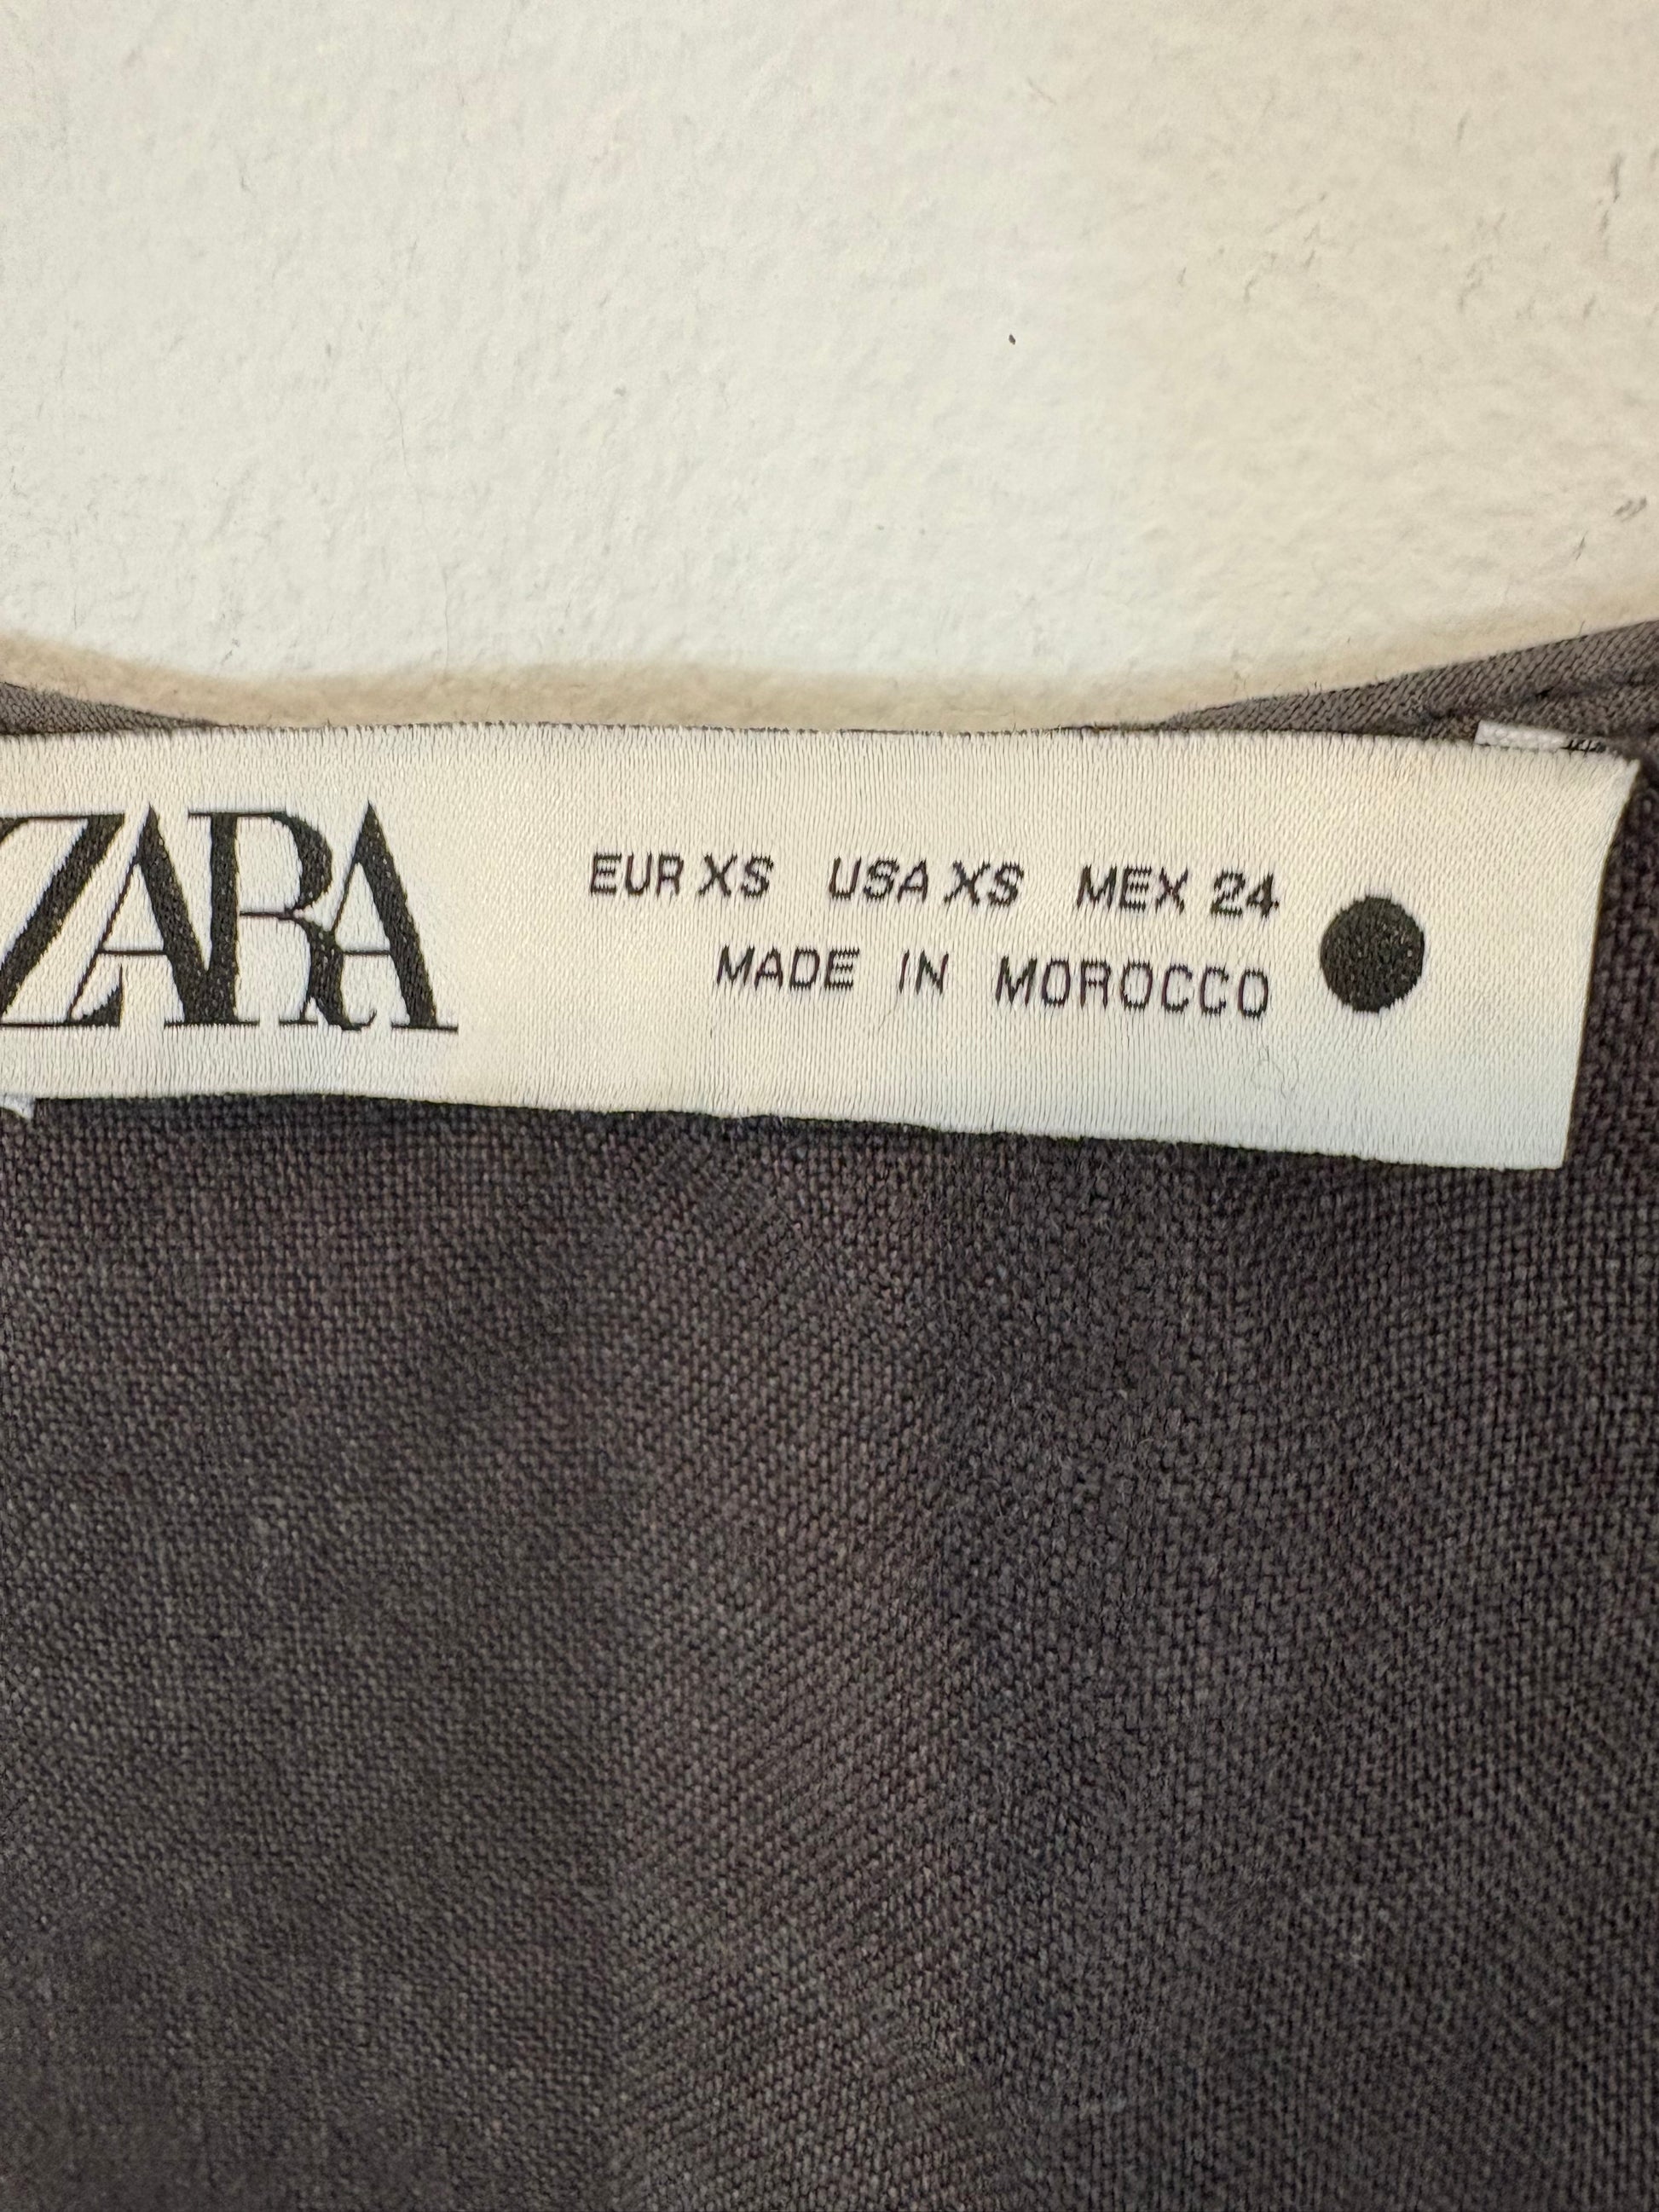 ZARA
EUR XS USA XS MEX 24
MADE IN MOROCCO